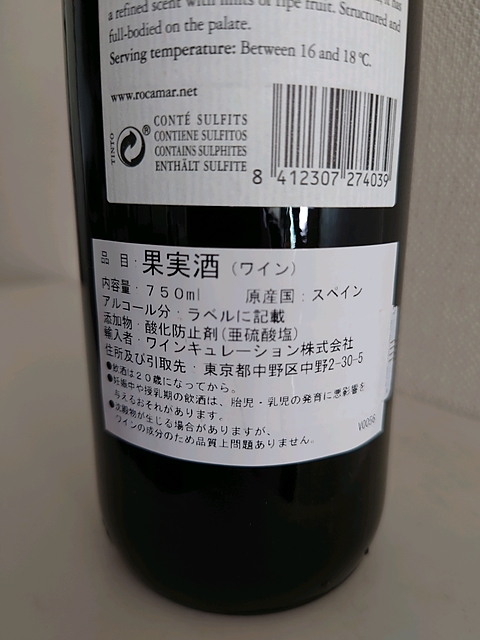 a refined scent with hints of ripe fruit. Structured and
full-bodied on the palate.
Serving temperature: Between 16 and 18 ºC.
www.rocamar.net
TINTO
®
CONTÉ SULFITS
CONTIENE SULFITOS
CONTAINS SULPHITES
ENTHÄLT SULFITE
8 412307 274039
品 目・果実酒（ワイン）
内容量・750ml 原産国：スペイン
アルコール分・ラベルに記載
添加物・酸化防止剤（亜硫酸塩）
輸入者・ワインキュレーション株式会社
住所及び引取先・東京都中野区中野2-30-5
●飲酒は20歳になってから。
●妊娠中や授乳期の飲酒は、胎児・乳児の発育に悪影響を
与えるおそれがあります。
●沈殿物が生じる場合がありますが、
ワインの成分のため品質上問題ありません。
V0056